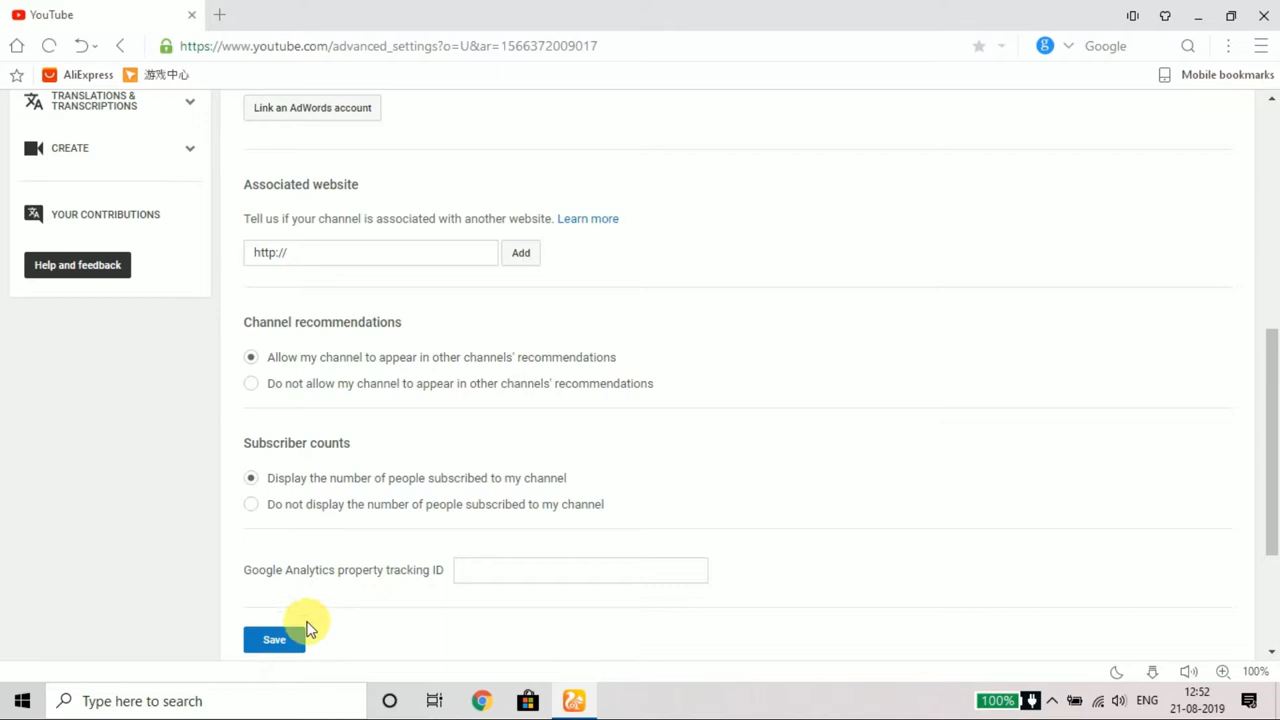 YouTube
https://www.youtube.com/advanced_settings?o=U&ar=1566372009017
Google
AliExpress
游戏中心
Mobile bookmarks
TRANSLATIONS &
TRANSCRIPTIONS
CREATE
YOUR CONTRIBUTIONS
Help and feedback
Link an AdWords account
Associated website
Tell us if your channel is associated with another website. Learn more
http://
Add
Channel recommendations
Allow my channel to appear in other channels' recommendations
Do not allow my channel to appear in other channels' recommendations
Subscriber counts
Display the number of people subscribed to my channel
Do not display the number of people subscribed to my channel
Google Analytics property tracking ID
Save
100%
Type here to search
100%
ENG
12:52
21-08-2019